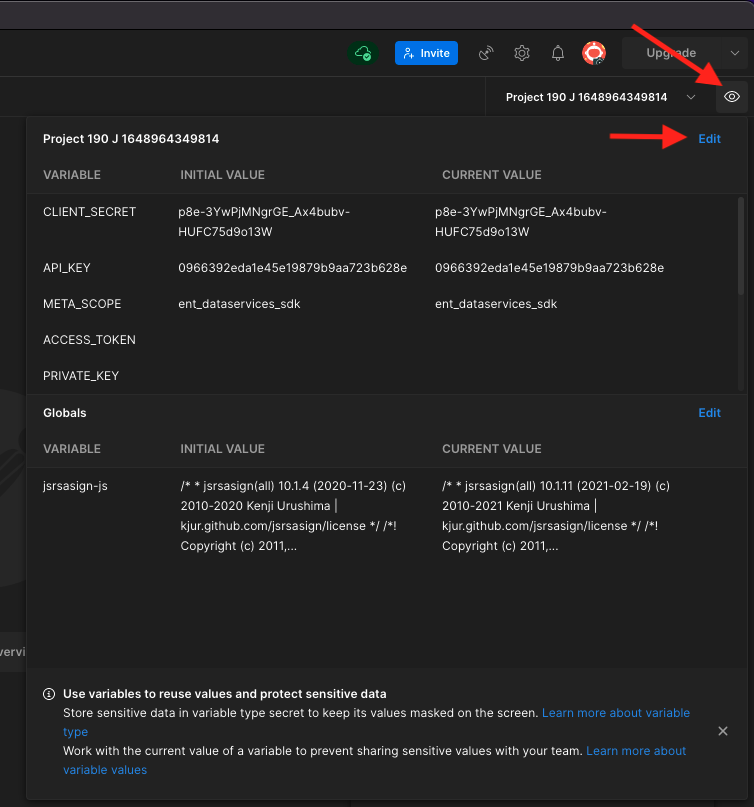 Invite
Upgrade
Project 190 J 1648964349814
Project 190 J 1648964349814
Edit
VARIABLE INITIAL VALUE CURRENT VALUE
CLIENT_SECRET p8e-3YwPjMNgrGE_Ax4bubv- p8e-3YwPjMNgrGE_Ax4bubv-
HUFC75d9o13W HUFC75d9o13W
API_KEY 0966392eda1e45e19879b9aa723b628e 0966392eda1e45e19879b9aa723b628e
META_SCOPE ent_dataservices_sdk ent_dataservices_sdk
ACCESS_TOKEN
PRIVATE_KEY
Globals Edit
VARIABLE INITIAL VALUE CURRENT VALUE
jsrsasign-js /* * jsrsasign(all) 10.1.4 (2020-11-23) (c) /* * jsrsasign(all) 10.1.11 (2021-02-19) (c)
2010-2020 Kenji Urushima | 2010-2021 Kenji Urushima |
kjur.github.com/jsrsasign/license */ /*! kjur.github.com/jsrsasign/license */ /*!
Copyright (c) 2011,... Copyright (c) 2011,...
vervi
Use variables to reuse values and protect sensitive data
Store sensitive data in variable type secret to keep its values masked on the screen. Learn more about variable
type
Work with the current value of a variable to prevent sharing sensitive values with your team. Learn more about
variable values